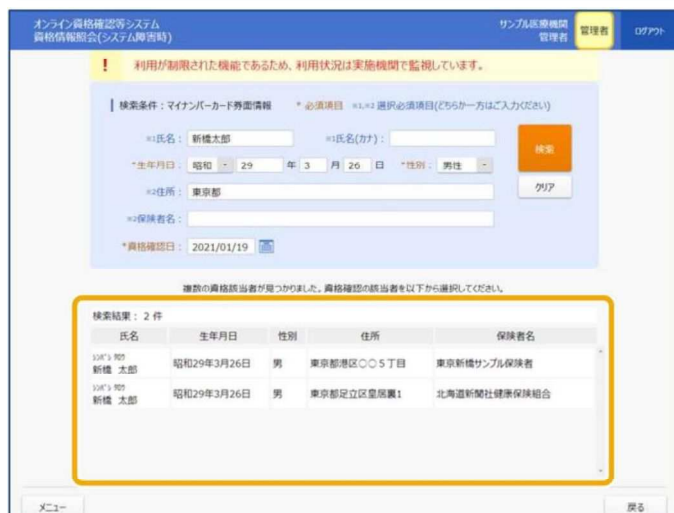 オンライン資格確認等システム
資格情報照会(システム障害時)
サンプル医療機関
管理者
管理者
ログアウト
! 利用が制限された機能であるため、利用状況は実施機関で監視しています。
検索条件：マイナンバーカード券面情報 * 必須項目 ※1,※2 選択必須項目(どちらか一方はご入力ください)
※1氏名： 新橋太郎 ※1氏名(カナ)：
*生年月日： 昭和 - 29 年 3 月 26 日 *性別： 男性 -
検索
※2住所： 東京都
クリア
※2保険者名：
*資格確認日： 2021/01/19
複数の資格該当者が見つかりました。資格確認の該当者を以下から選択してください。
検索結果： 2 件
氏名 生年月日 性別 住所 保険者名
ｼﾝﾊﾞｼ ﾀﾛｳ
新橋 太郎 昭和29年3月26日 男 東京都港区〇〇５丁目 東京新橋サンプル保険者
ｼﾝﾊﾞｼ ﾀﾛｳ
新橋 太郎 昭和29年3月26日 男 東京都足立区皇居裏1 北海道新聞社健康保険組合
メニュー 戻る